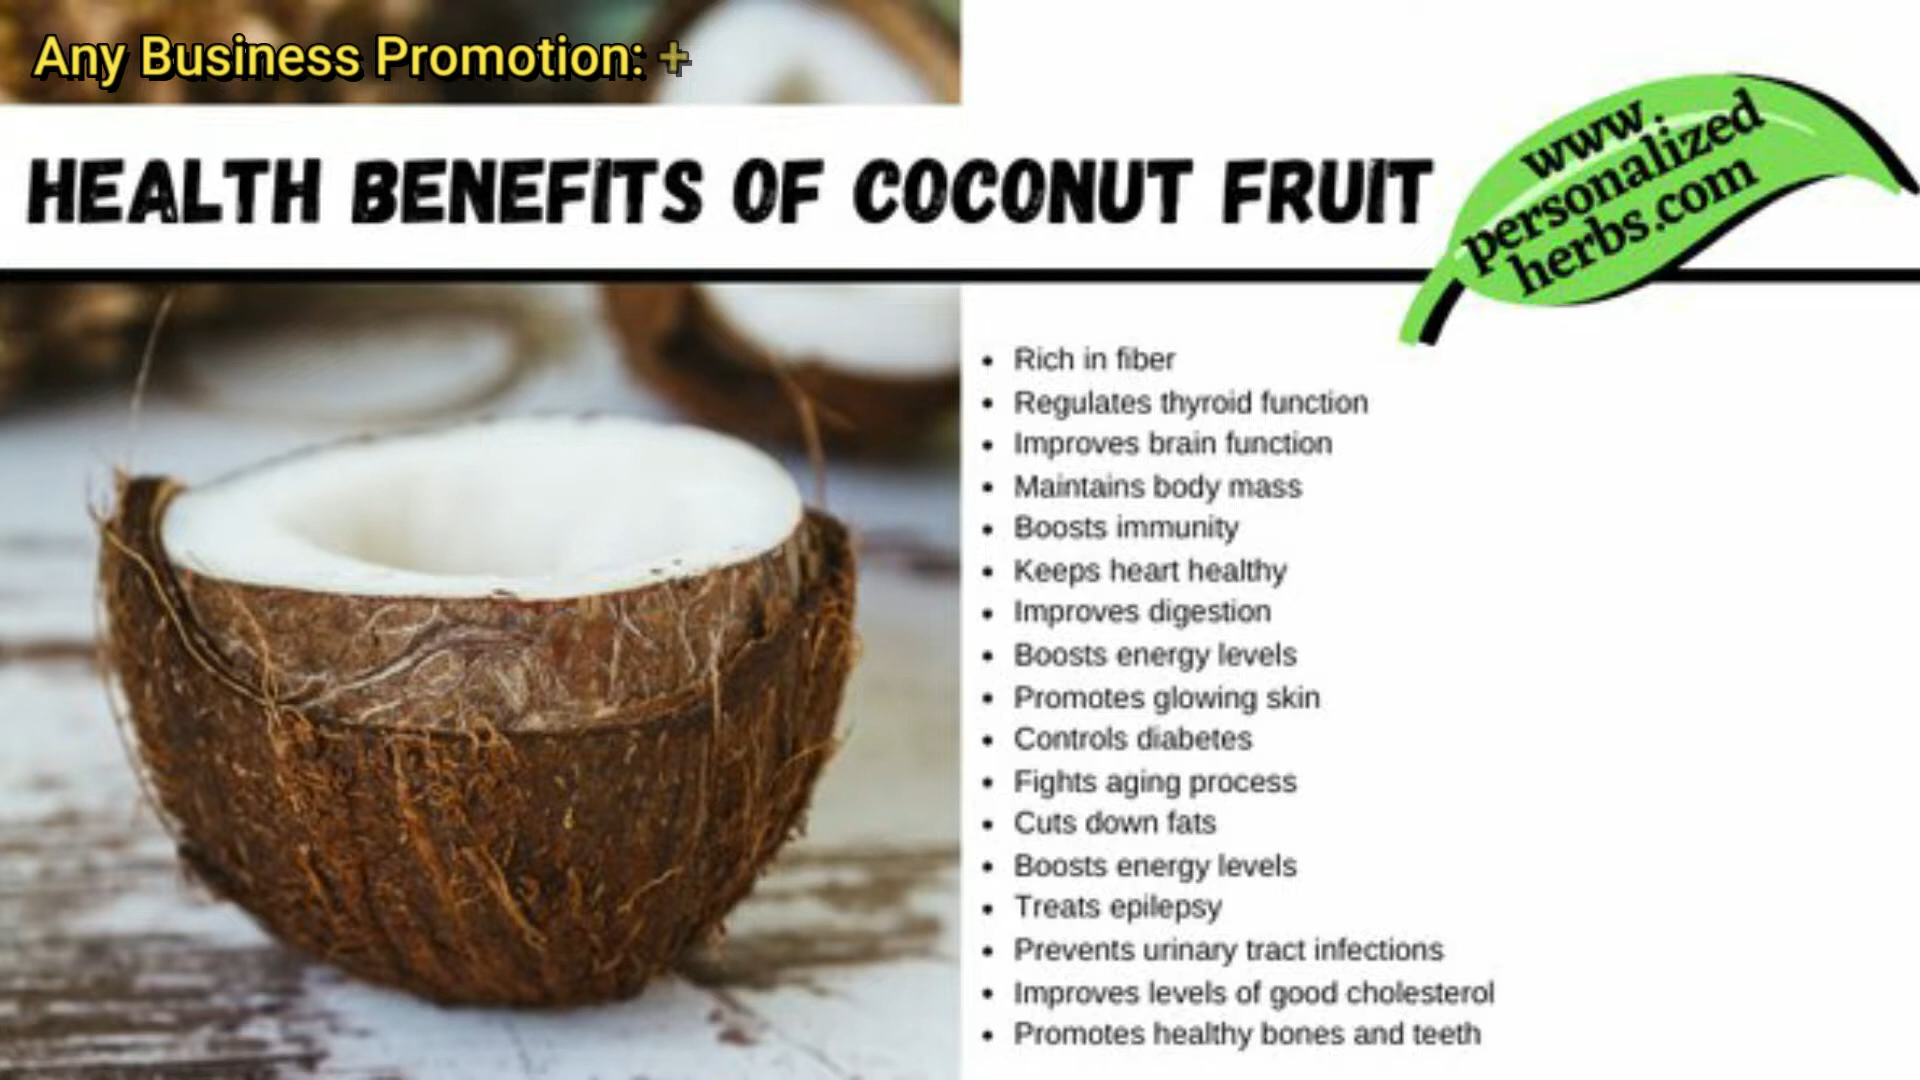 Any Business Promotion: +
HEALTH BENEFITS OF COCONUT FRUIT
www.
personalized
herbs.com
• Rich in fiber
• Regulates thyroid function
• Improves brain function
• Maintains body mass
• Boosts immunity
• Keeps heart healthy
• Improves digestion
• Boosts energy levels
• Promotes glowing skin
• Controls diabetes
• Fights aging process
• Cuts down fats
• Boosts energy levels
• Treats epilepsy
• Prevents urinary tract infections
• Improves levels of good cholesterol
• Promotes healthy bones and teeth